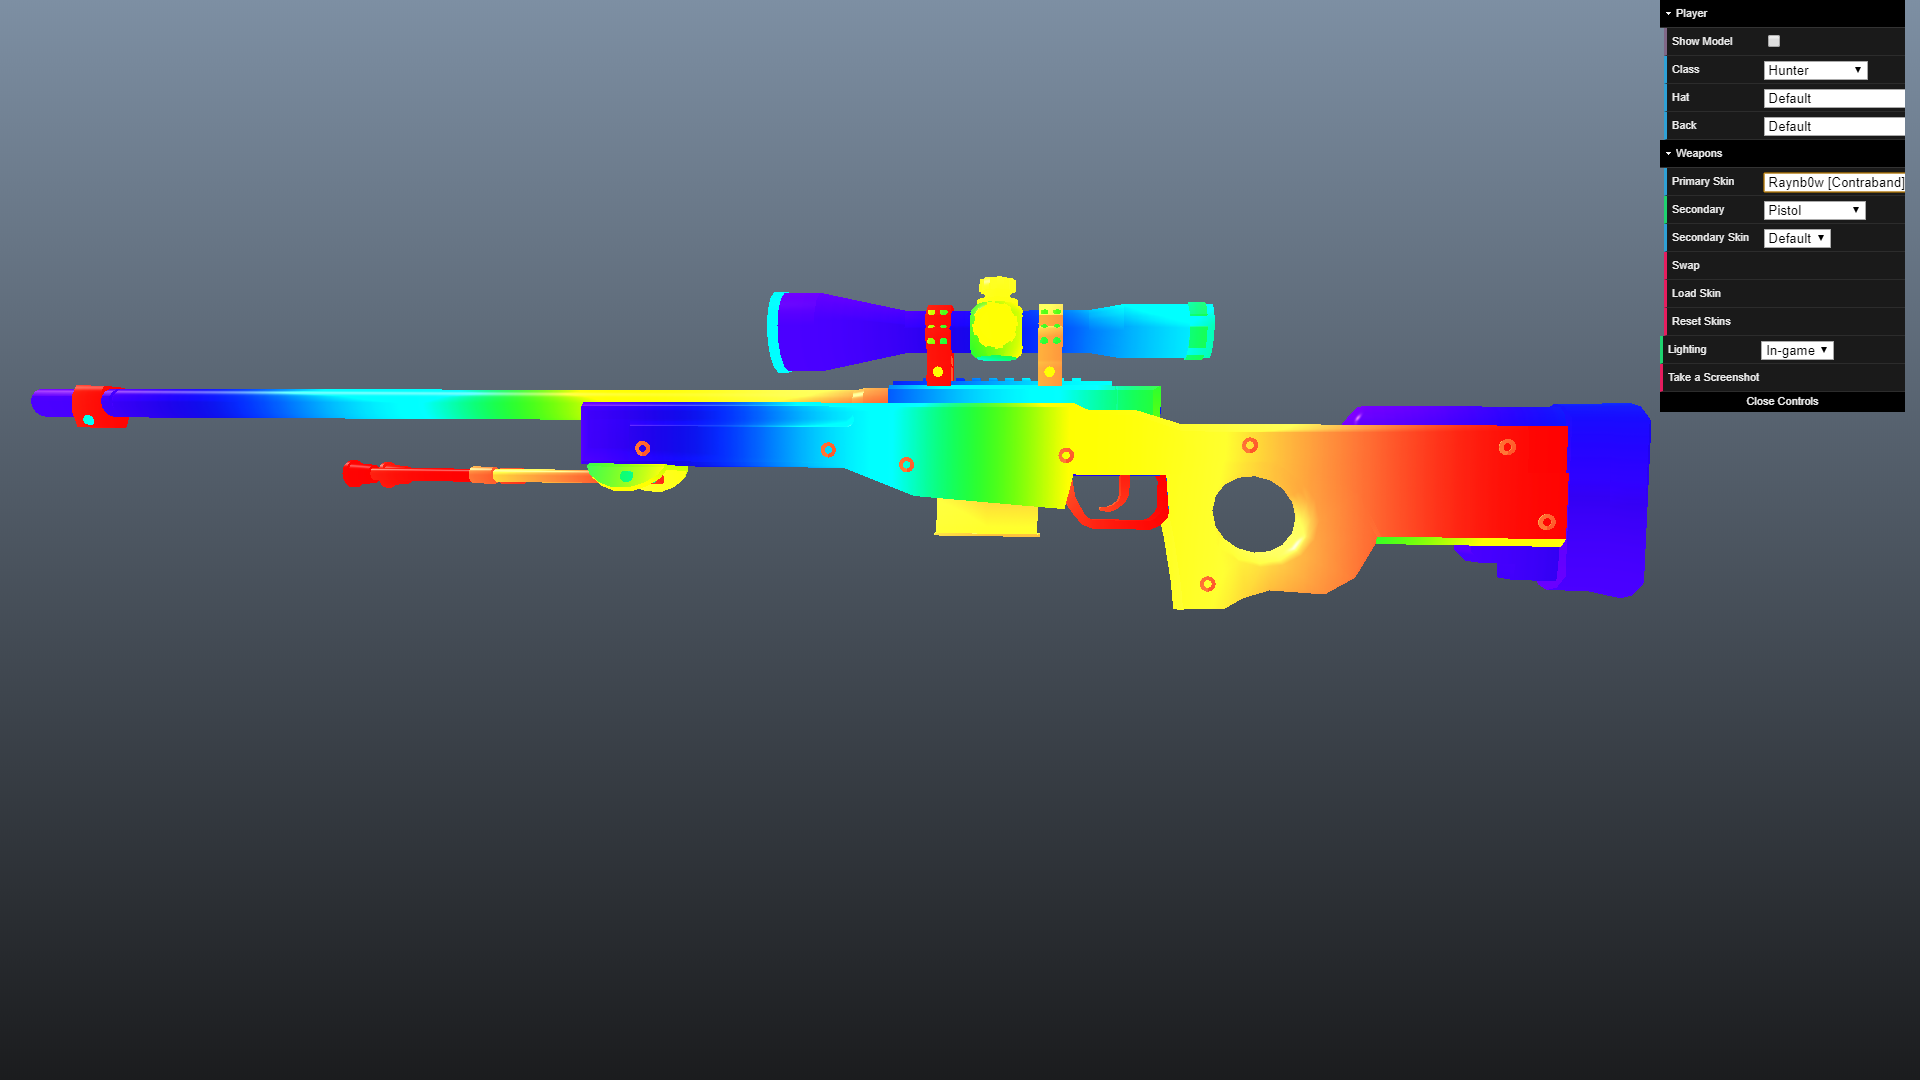 Player
Show Model
Class Hunter
Hat Default
Back Default
Weapons
Primary Skin Raynb0w [Contraband]
Secondary Pistol
Secondary Skin Default
Swap
Load Skin
Reset Skins
Lighting In-game
Take a Screenshot
Close Controls